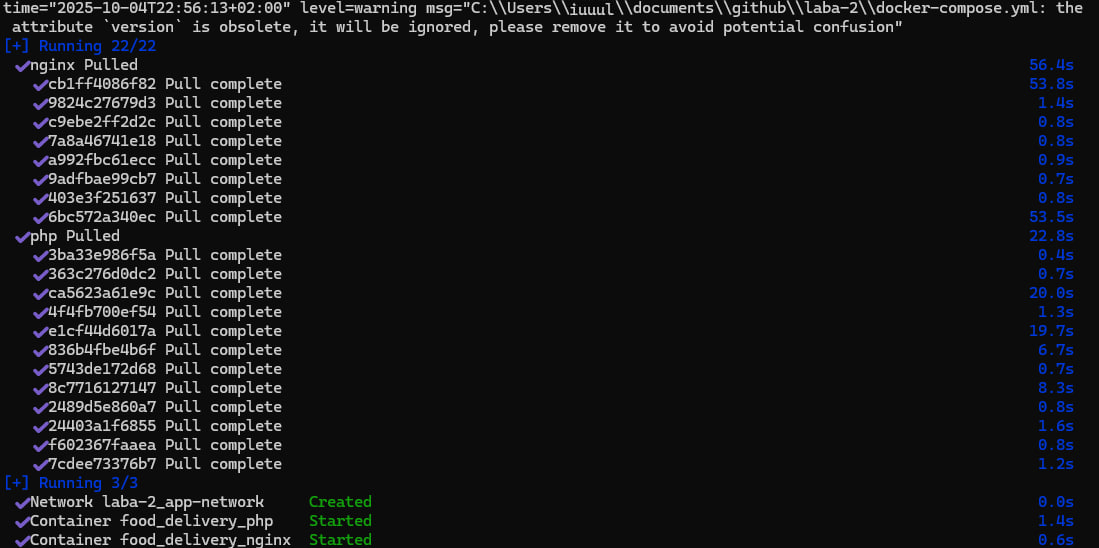 time="2025-10-04T22:56:13+02:00" level=warning msg="C:\\Users\\iuuul\\documents\\github\\laba-2\\docker-compose.yml: the
attribute `version` is obsolete, it will be ignored, please remove it to avoid potential confusion"
[+] Running 22/22
✔nginx Pulled 56.4s
✔cb1ff4086f82 Pull complete 53.8s
✔9824c27679d3 Pull complete 1.4s
✔c9ebe2ff2d2c Pull complete 0.8s
✔7a8a46741e18 Pull complete 0.8s
✔a992fbc61ecc Pull complete 0.9s
✔9adfbae99cb7 Pull complete 0.7s
✔403e3f251637 Pull complete 0.8s
✔6bc572a340ec Pull complete 53.5s
✔php Pulled 22.8s
✔3ba33e986f5a Pull complete 0.4s
✔363c276d0dc2 Pull complete 0.7s
✔ca5623a61e9c Pull complete 20.0s
✔4f4fb700ef54 Pull complete 1.3s
✔e1cf44d6017a Pull complete 19.7s
✔836b4fbe4b6f Pull complete 6.7s
✔5743de172d68 Pull complete 0.7s
✔8c7716127147 Pull complete 8.3s
✔2489d5e860a7 Pull complete 0.8s
✔24403a1f6855 Pull complete 1.6s
✔f602367faaea Pull complete 0.8s
✔7cdee73376b7 Pull complete 1.2s
[+] Running 3/3
✔Network laba-2_app-network Created 0.0s
✔Container food_delivery_php Started 1.4s
✔Container food_delivery_nginx Started 0.6s